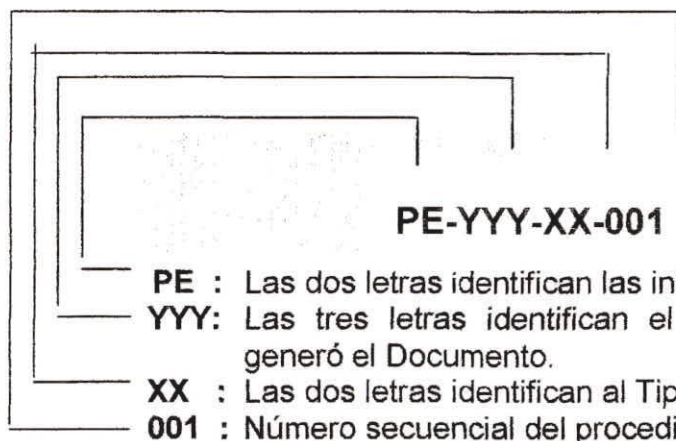 PE-YYY-XX-001
PE : Las dos letras identifican las in
YYY: Las tres letras identifican el
generó el Documento.
XX : Las dos letras identifican al Tip
001 : Número secuencial del procedi